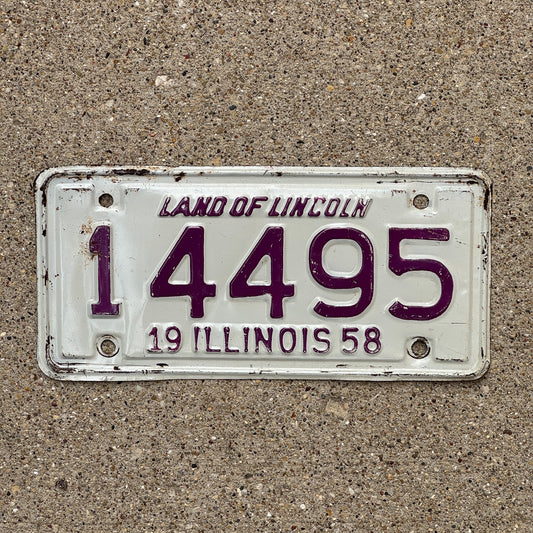 LAND OF LINCOLN
1 4495
19 ILLINOIS 58